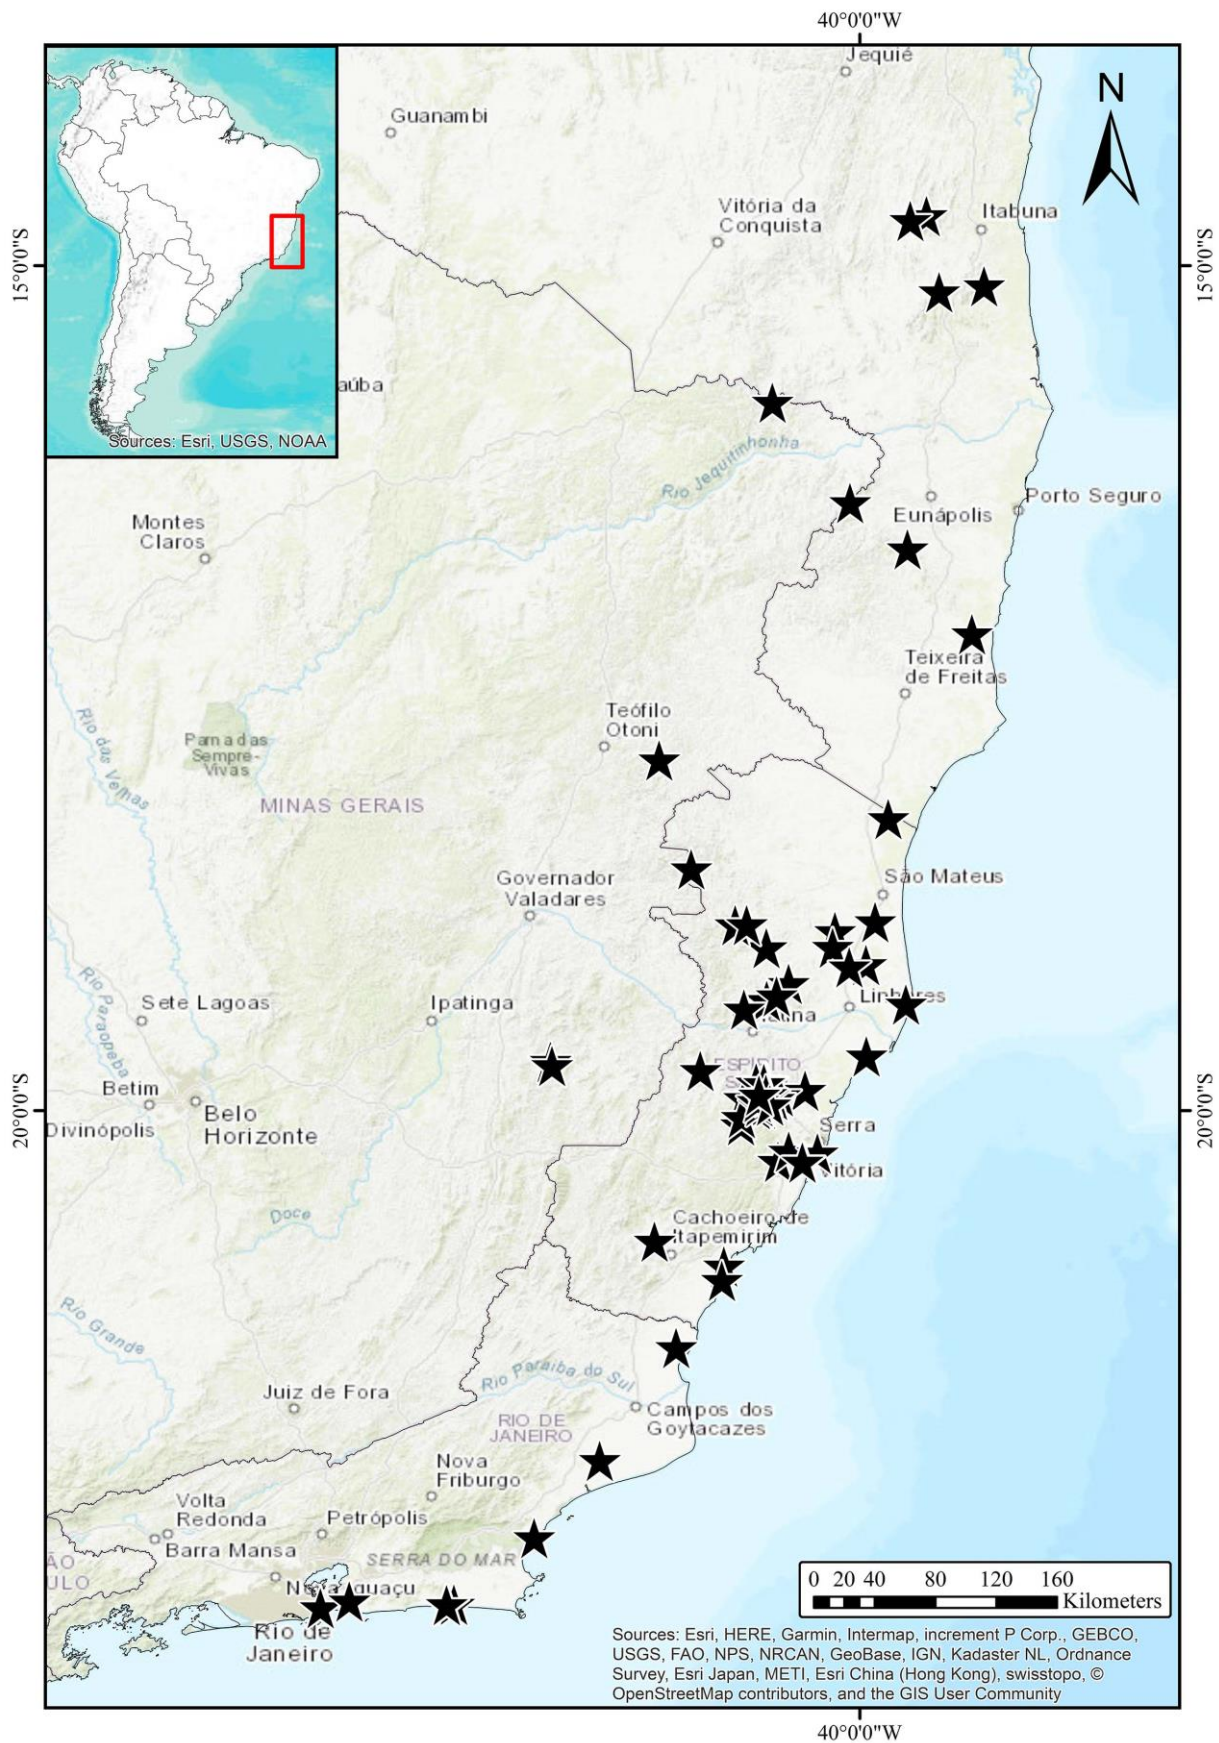 40°0'0"W
Jequié
Guanambi
N
Vitória da
Conquista
Itabuna
15°0'0"S
15°0'0"S
aúba
Sources: Esri, USGS, NOAA
Rio Jequitinhonha
Porto Seguro
Eunápolis
Montes
Claros
Teixeira
de Freitas
Teófilo
Otoni
Rio das Velhas
Parna das
Sempre-
Vivas
MINAS GERAIS
São Mateus
Governador
Valadares
Rio Paraopeba
Sete Lagoas
Ipatinga
Linhares
ESPÍRITO
Betim
Belo
Horizonte
Divinópolis
20°0'0"S
20°0'0"S
Serra
Vitória
Doce
Cachoeiro de
Itapemirim
Rio Grande
Rio Paraíba do Sul
Juiz de Fora
Campos dos
Goytacazes
RIO DE
JANEIRO
Nova
Friburgo
Volta
Redonda
Petrópolis
Barra Mansa
SERRA DO MAR
ÃO
ULO
Nova Iguaçu
Rio de
Janeiro
0 20 40 80 120 160
Kilometers
Sources: Esri, HERE, Garmin, Intermap, increment P Corp., GEBCO,
USGS, FAO, NPS, NRCAN, GeoBase, IGN, Kadaster NL, Ordnance
Survey, Esri Japan, METI, Esri China (Hong Kong), swisstopo, ©
OpenStreetMap contributors, and the GIS User Community
40°0'0"W